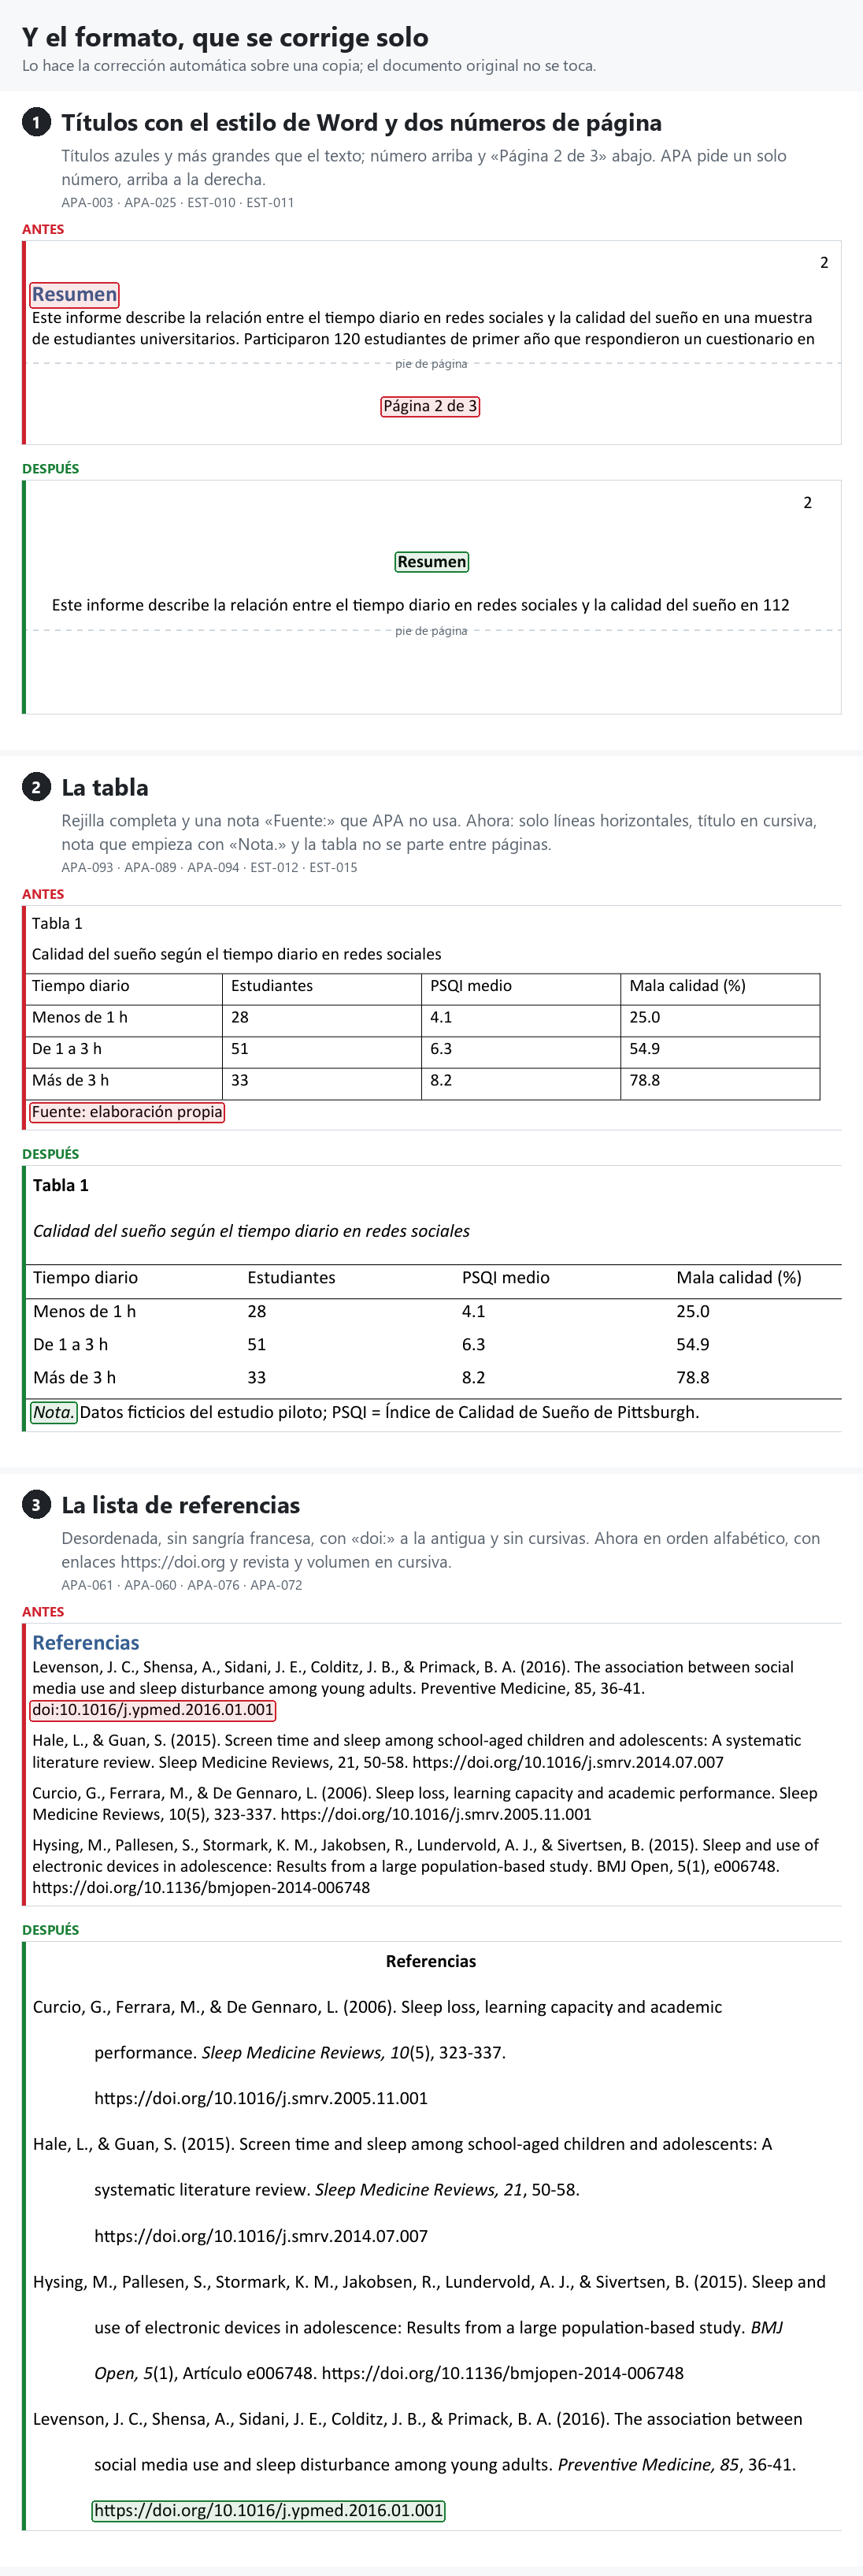 Y el formato, que se corrige solo
Lo hace la corrección automática sobre una copia; el documento original no se toca.
1
Títulos con el estilo de Word y dos números de página
Títulos azules y más grandes que el texto; número arriba y «Página 2 de 3» abajo. APA pide un solo
número, arriba a la derecha.
APA-003 · APA-025 · EST-010 · EST-011
ANTES
2
Resumen
Este informe describe la relación entre el tiempo diario en redes sociales y la calidad del sueño en una muestra
de estudiantes universitarios. Participaron 120 estudiantes de primer año que respondieron un cuestionario en
pie de página
Página 2 de 3
DESPUÉS
2
Resumen
Este informe describe la relación entre el tiempo diario en redes sociales y la calidad del sueño en 112
pie de página
2
La tabla
Rejilla completa y una nota «Fuente:» que APA no usa. Ahora: solo líneas horizontales, título en cursiva,
nota que empieza con «Nota.» y la tabla no se parte entre páginas.
APA-093 · APA-089 · APA-094 · EST-012 · EST-015
ANTES
Tabla 1
Calidad del sueño según el tiempo diario en redes sociales
Tiempo diario Estudiantes PSQI medio Mala calidad (%)
Menos de 1 h 28 4.1 25.0
De 1 a 3 h 51 6.3 54.9
Más de 3 h 33 8.2 78.8
Fuente: elaboración propia
DESPUÉS
Tabla 1
Calidad del sueño según el tiempo diario en redes sociales
Tiempo diario Estudiantes PSQI medio Mala calidad (%)
Menos de 1 h 28 4.1 25.0
De 1 a 3 h 51 6.3 54.9
Más de 3 h 33 8.2 78.8
Nota. Datos ficticios del estudio piloto; PSQI = Índice de Calidad de Sueño de Pittsburgh.
3
La lista de referencias
Desordenada, sin sangría francesa, con «doi:» a la antigua y sin cursivas. Ahora en orden alfabético, con
enlaces https://doi.org y revista y volumen en cursiva.
APA-061 · APA-060 · APA-076 · APA-072
ANTES
Referencias
Levenson, J. C., Shensa, A., Sidani, J. E., Colditz, J. B., & Primack, B. A. (2016). The association between social
media use and sleep disturbance among young adults. Preventive Medicine, 85, 36-41.
doi:10.1016/j.ypmed.2016.01.001
Hale, L., & Guan, S. (2015). Screen time and sleep among school-aged children and adolescents: A systematic
literature review. Sleep Medicine Reviews, 21, 50-58. https://doi.org/10.1016/j.smrv.2014.07.007
Curcio, G., Ferrara, M., & De Gennaro, L. (2006). Sleep loss, learning capacity and academic performance. Sleep
Medicine Reviews, 10(5), 323-337. https://doi.org/10.1016/j.smrv.2005.11.001
Hysing, M., Pallesen, S., Stormark, K. M., Jakobsen, R., Lundervold, A. J., & Sivertsen, B. (2015). Sleep and use of
electronic devices in adolescence: Results from a large population-based study. BMJ Open, 5(1), e006748.
https://doi.org/10.1136/bmjopen-2014-006748
DESPUÉS
Referencias
Curcio, G., Ferrara, M., & De Gennaro, L. (2006). Sleep loss, learning capacity and academic
performance. Sleep Medicine Reviews, 10(5), 323-337.
https://doi.org/10.1016/j.smrv.2005.11.001
Hale, L., & Guan, S. (2015). Screen time and sleep among school-aged children and adolescents: A
systematic literature review. Sleep Medicine Reviews, 21, 50-58.
https://doi.org/10.1016/j.smrv.2014.07.007
Hysing, M., Pallesen, S., Stormark, K. M., Jakobsen, R., Lundervold, A. J., & Sivertsen, B. (2015). Sleep and
use of electronic devices in adolescence: Results from a large population-based study. BMJ
Open, 5(1), Artículo e006748. https://doi.org/10.1136/bmjopen-2014-006748
Levenson, J. C., Shensa, A., Sidani, J. E., Colditz, J. B., & Primack, B. A. (2016). The association between
social media use and sleep disturbance among young adults. Preventive Medicine, 85, 36-41.
https://doi.org/10.1016/j.ypmed.2016.01.001